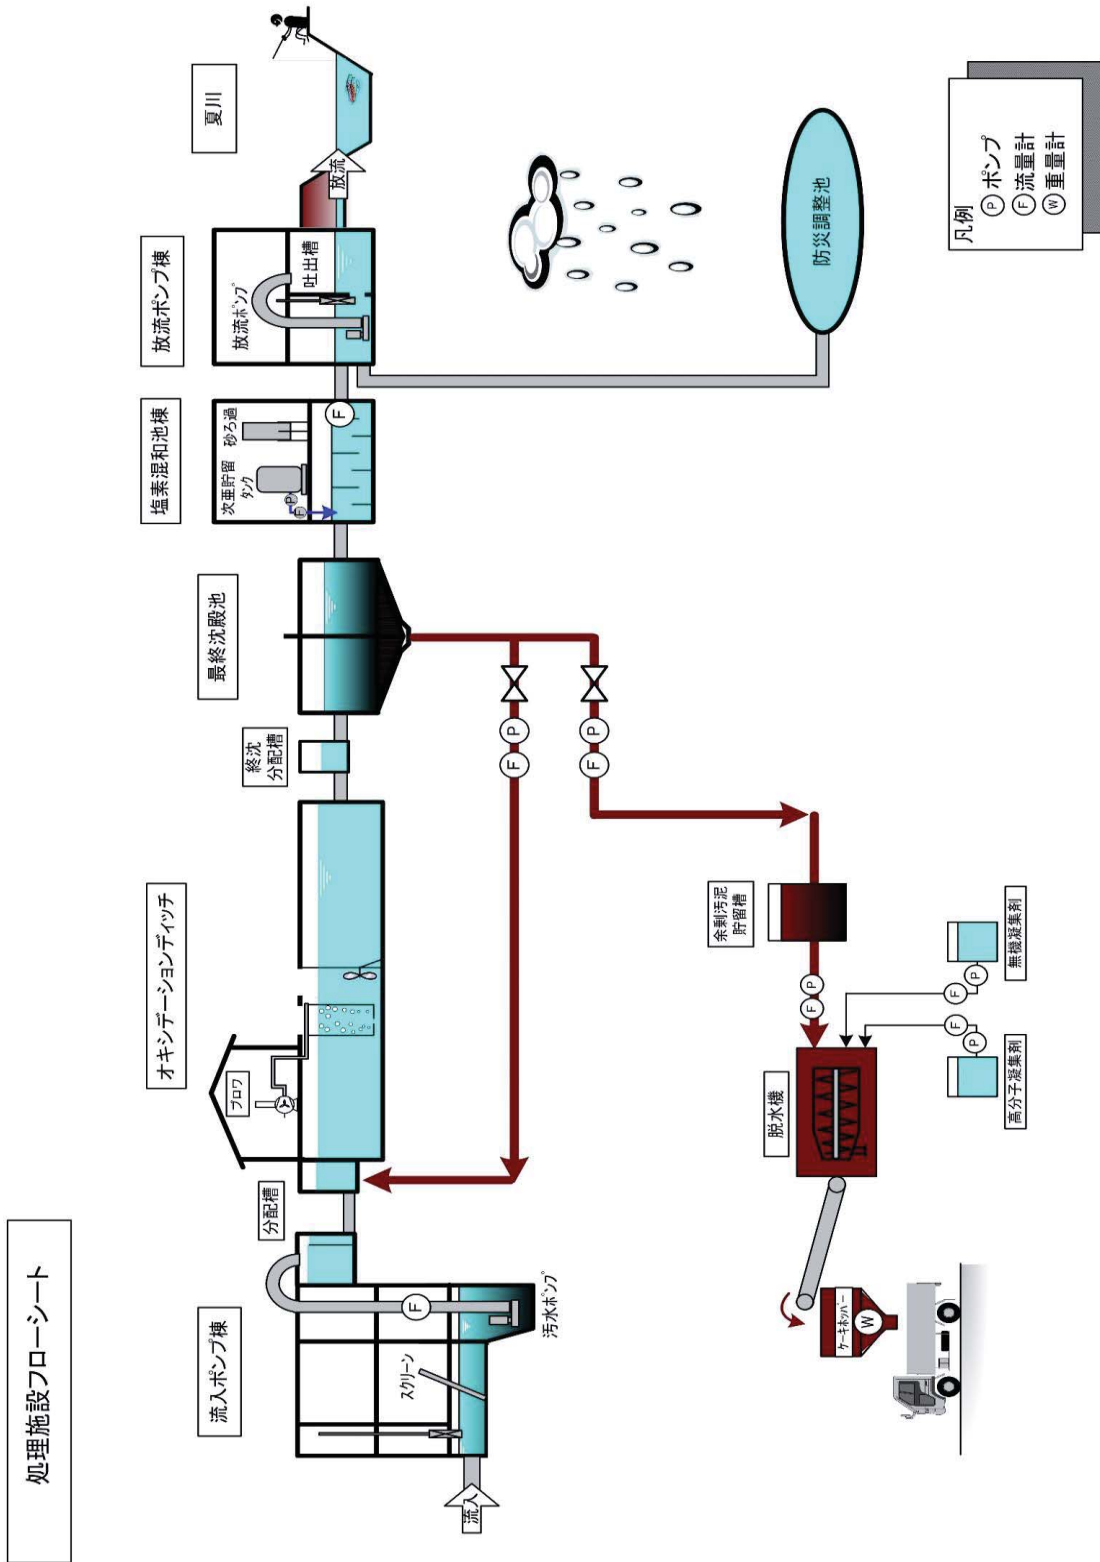 処理施設フローシート
流入ポンプ棟
流入
スクリーン
汚水ポンプ
F
分配槽
オキシデーションディッチ
ブロワ
終沈
分配槽
最終沈殿池
塩素混和池棟
次亜貯留
タンク
砂ろ過
P
F
F
放流ポンプ棟
放流ポンプ
吐出槽
放流
夏川
F
P
F
P
余剰汚泥
貯留槽
F
P
脱水機
F
P
無機凝集剤
F
P
高分子凝集剤
ケーキホッパー
W
防災調整池
凡例
P ポンプ
F 流量計
W 重量計